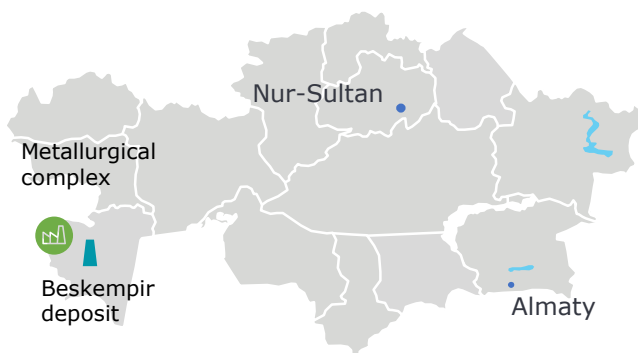 Nur-Sultan
Metallurgical
complex
Beskempir
deposit
Almaty